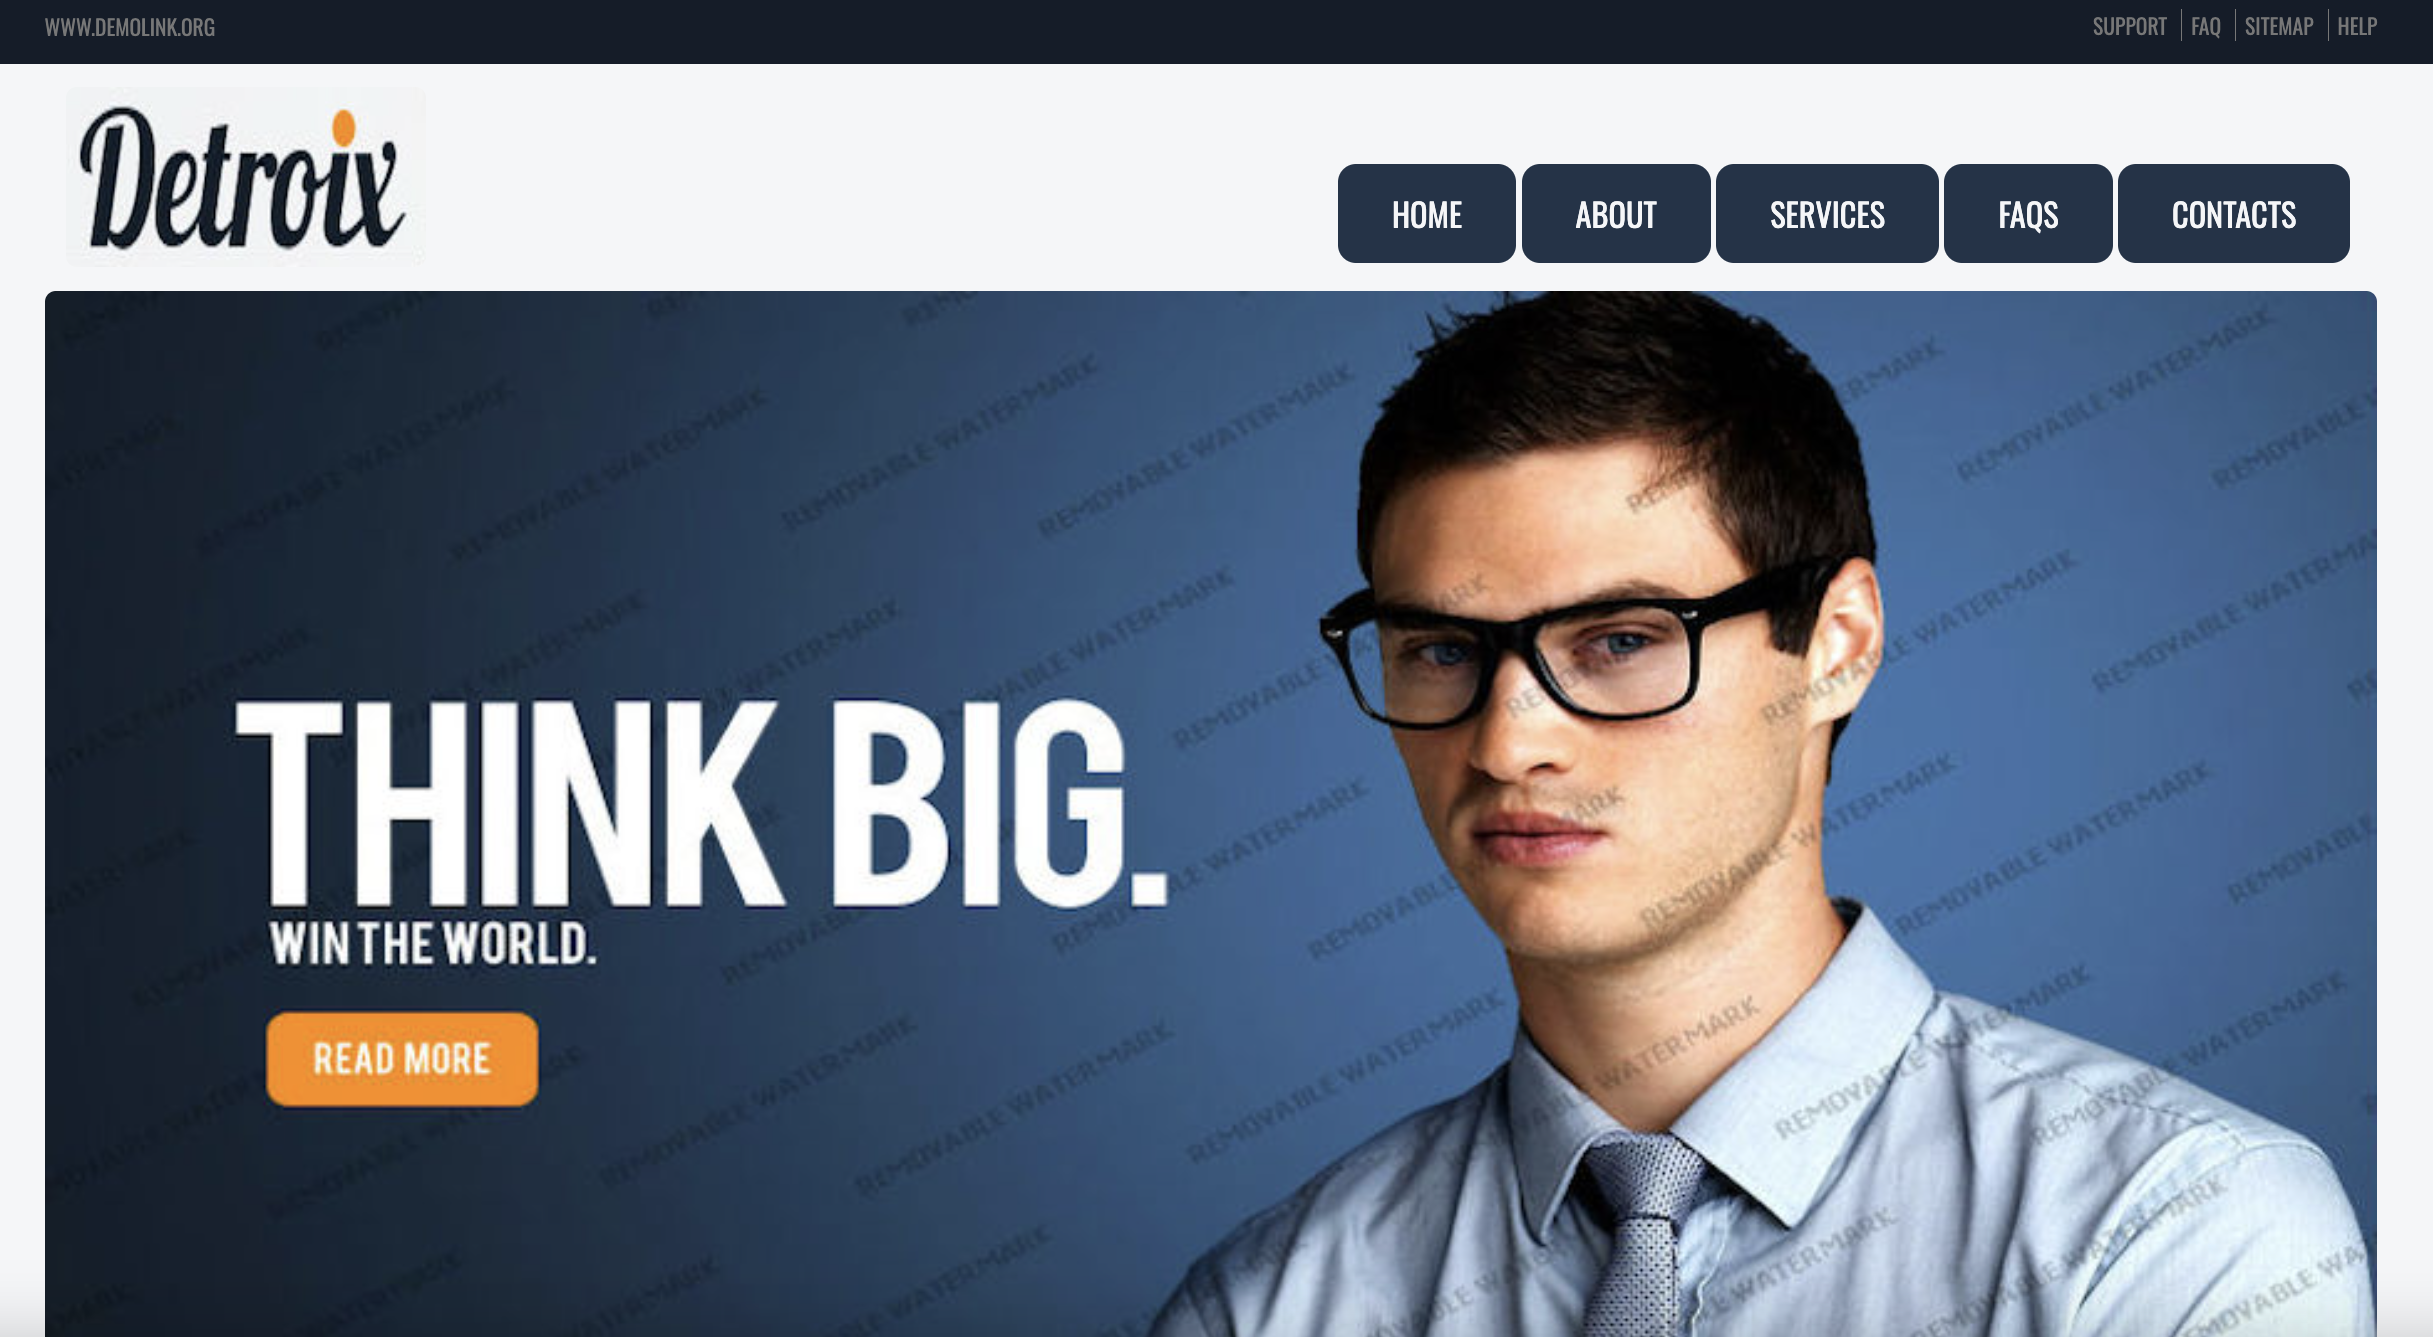 WWW.DEMOLINK.ORG
SUPPORT FAQ SITEMAP HELP
Detroix
HOME ABOUT SERVICES FAQS CONTACTS
THINK BIG.
WIN THE WORLD.
READ MORE
REMOVABLE WATERMARK